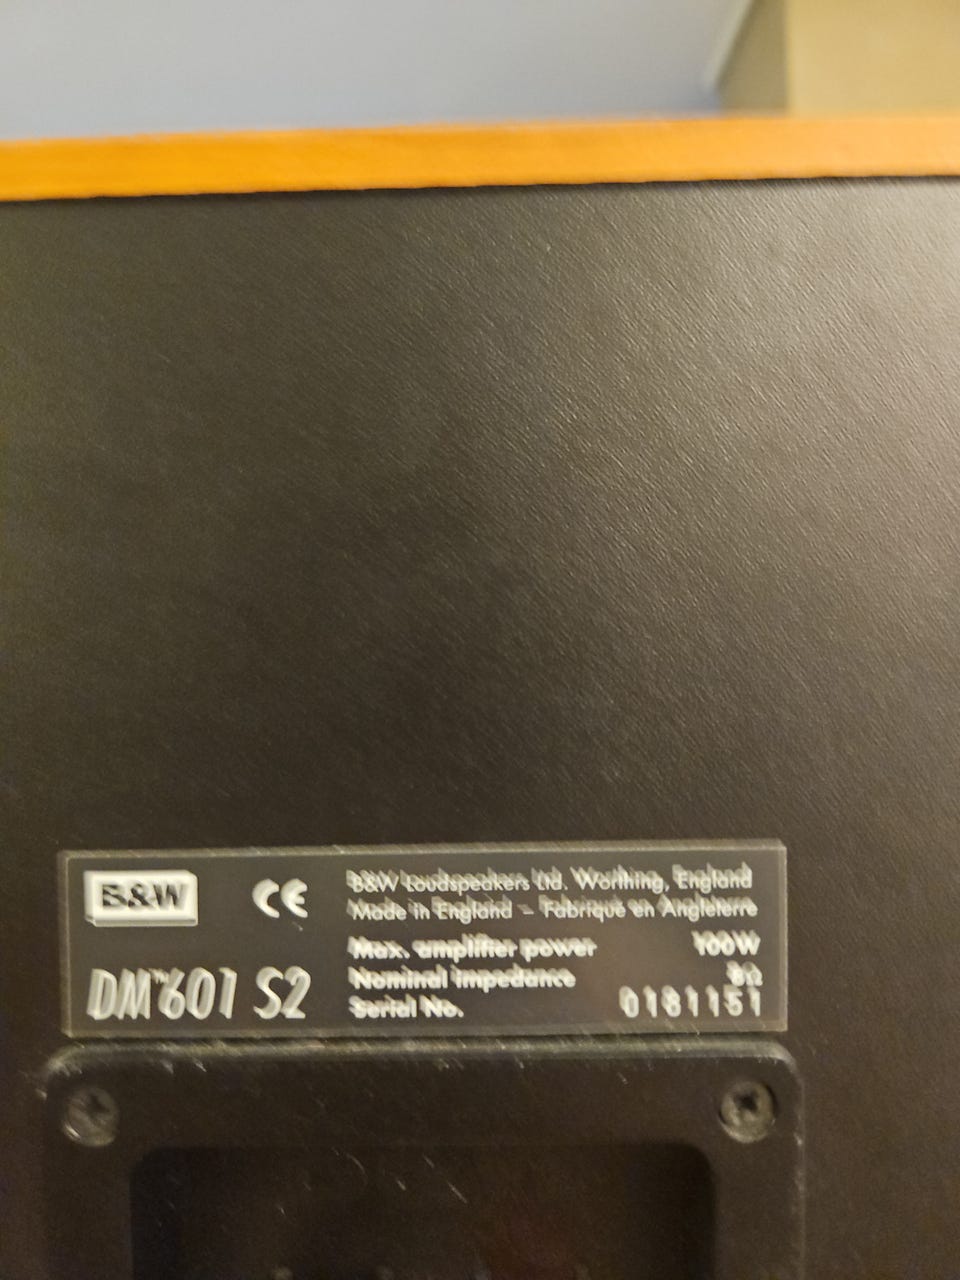 B&W CE
DM™601 S2
B&W Loudspeakers Ltd. Worthing, England
Made in England – Fabriqué en Angleterre
Max. amplifier power 100W
Nominal impedance 8Ω
Serial No. 0181151